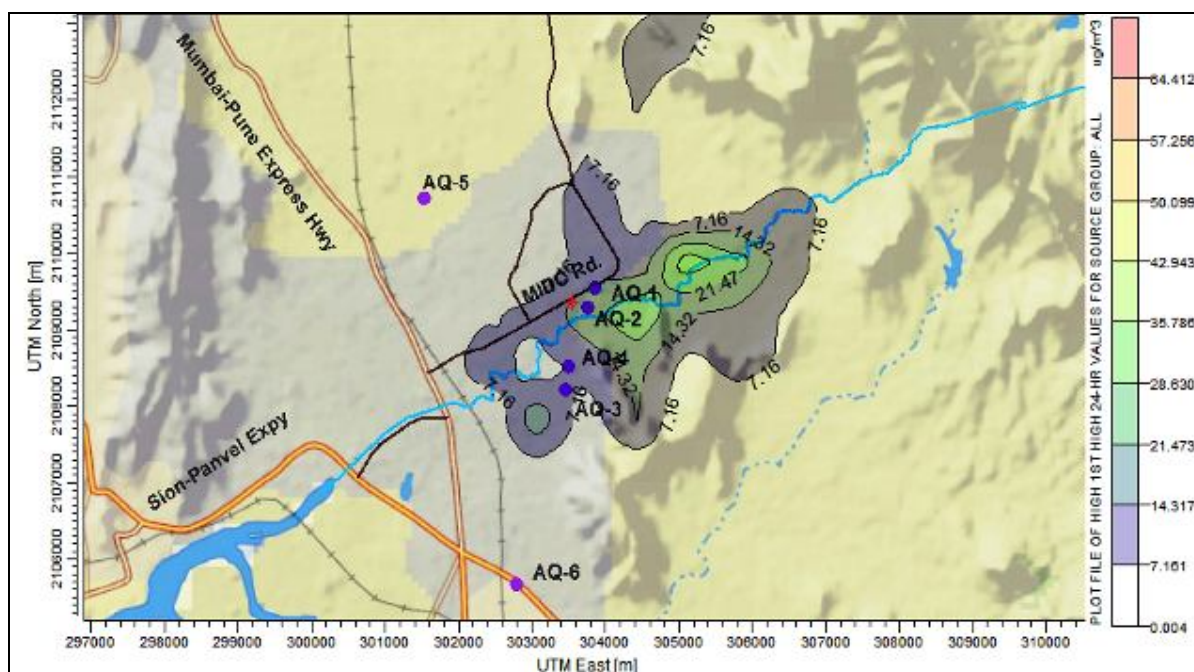 Mumbai-Pune Express Hwy
AQ-5
MIDC Rd.
AQ-1
AQ-2
AQ-4
AQ-3
Sion-Panvel Expy
AQ-6
7.16
7.16
7.16
14.32
7.16
21.47
14.32
7.16
14.32
7.16
7.16
7.16
UTM North [m]
2112000
2111000
2110000
2109000
2108000
2107000
2106000
297000 298000 299000 300000 301000 302000 303000 304000 305000 306000 307000 308000 309000 310000
UTM East [m]
ug/m^3
PLOT FILE OF HIGH 1ST HIGH 24-HR VALUES FOR SOURCE GROUP: ALL
64.412
57.256
50.099
42.943
35.786
28.630
21.473
14.317
7.161
0.004